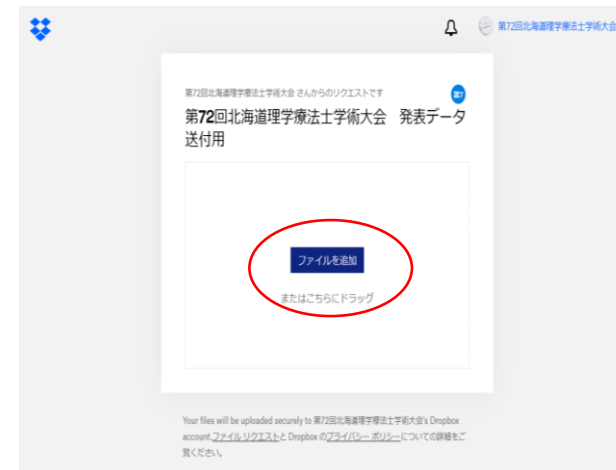 第72回北海道理学療法士学術大会
第72回北海道理学療法士学術大会 さんからのリクエストです
第7
第72回北海道理学療法士学術大会 発表データ
送付用
ファイルを追加
またはこちらにドラッグ
Your files will be uploaded securely to 第72回北海道理学療法士学術大会's Dropbox
account.ファイル リクエストと Dropbox のプライバシー ポリシーについての詳細をご
覧ください。